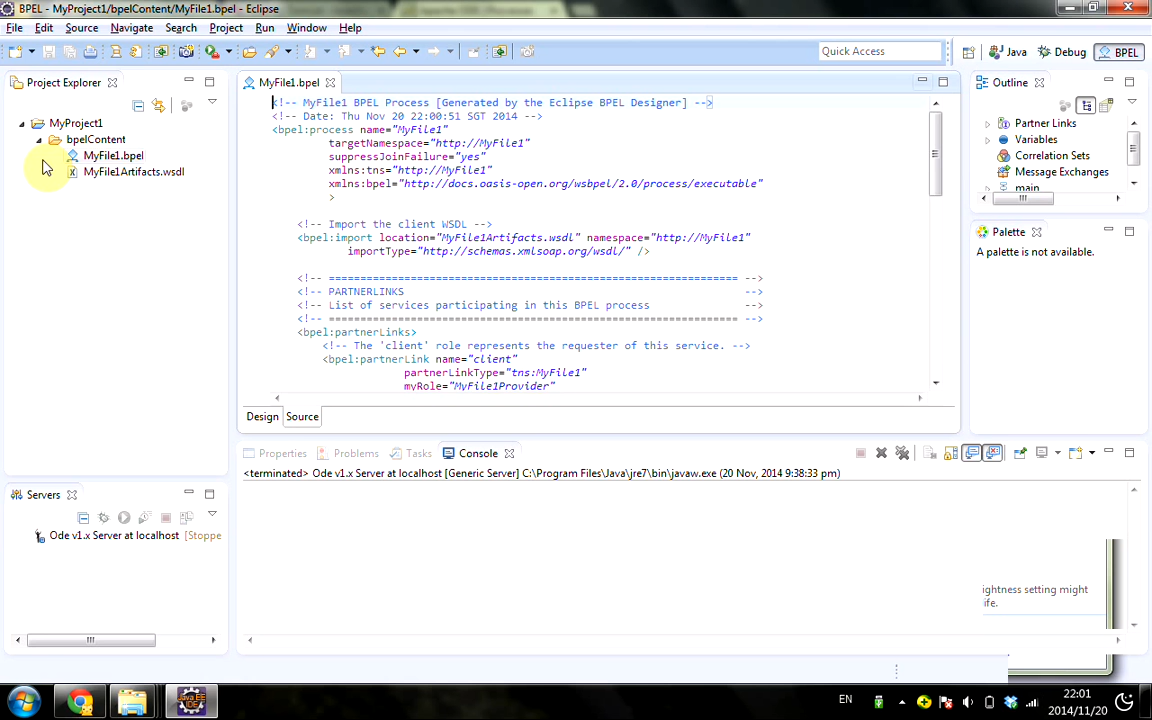 BPEL - MyProject1/bpelContent/MyFile1.bpel - Eclipse
File Edit Source Navigate Search Project Run Window Help
Quick Access
Java
Debug
BPEL
Project Explorer
MyProject1
bpelContent
MyFile1.bpel
MyFile1Artifacts.wsdl
MyFile1.bpel
<!-- MyFile1 BPEL Process [Generated by the Eclipse BPEL Designer] -->
<!-- Date: Thu Nov 20 22:00:51 SGT 2014 -->
<bpel:process name="MyFile1"
targetNamespace="http://MyFile1"
suppressJoinFailure="yes"
xmlns:tns="http://MyFile1"
xmlns:bpel="http://docs.oasis-open.org/wsbpel/2.0/process/executable"
>
<!-- Import the client WSDL -->
<bpel:import location="MyFile1Artifacts.wsdl" namespace="http://MyFile1"
importType="http://schemas.xmlsoap.org/wsdl/" />
<!-- ================================================================= -->
<!-- PARTNERLINKS -->
<!-- List of services participating in this BPEL process -->
<!-- ================================================================= -->
<bpel:partnerLinks>
<!-- The 'client' role represents the requester of this service. -->
<bpel:partnerLink name="client"
partnerLinkType="tns:MyFile1"
myRole="MyFile1Provider"
Design Source
Outline
Partner Links
Variables
Correlation Sets
Message Exchanges
main
Palette
A palette is not available.
Servers
Ode v1.x Server at localhost [Stoppe
Properties Problems Tasks Console
<terminated> Ode v1.x Server at localhost [Generic Server] C:\Program Files\Java\jre7\bin\javaw.exe (20 Nov, 2014 9:38:33 pm)
ightness setting might
ife.
Java EE
IDE
EN
22:01
2014/11/20